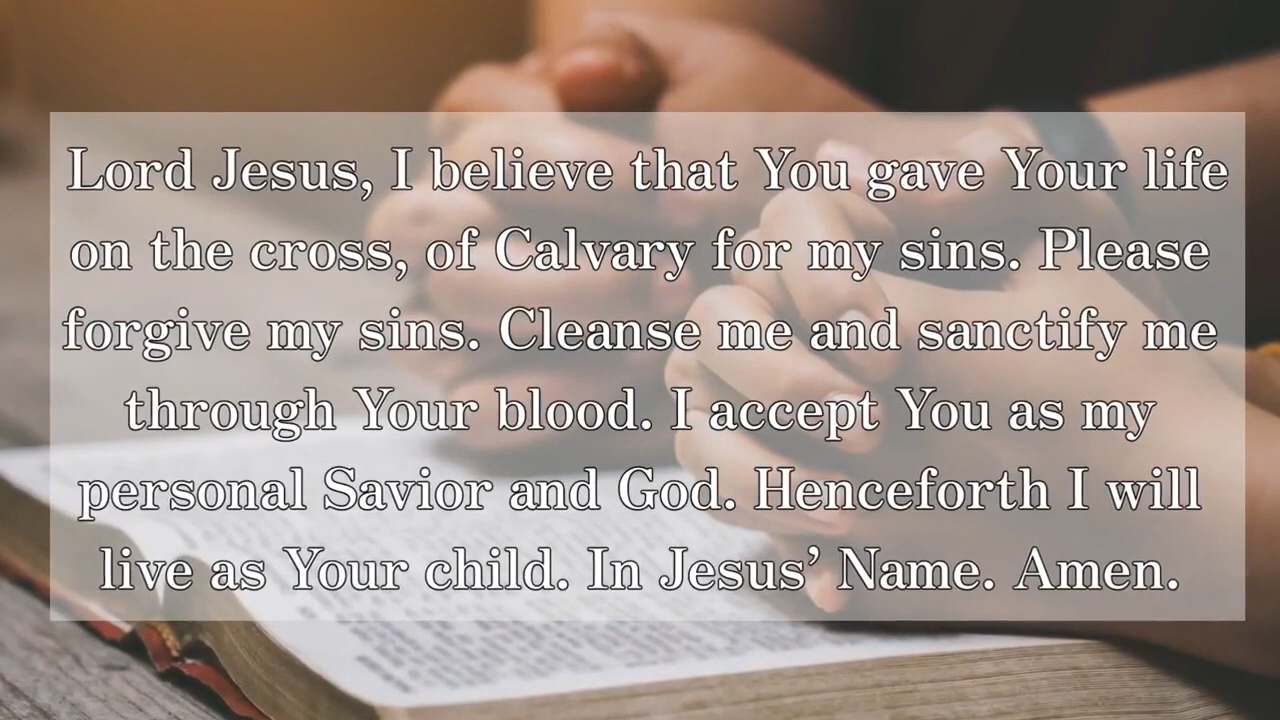 Lord Jesus, I believe that You gave Your life
on the cross, of Calvary for my sins. Please
forgive my sins. Cleanse me and sanctify me
through Your blood. I accept You as my
personal Savior and God. Henceforth I will
live as Your child. In Jesus’ Name. Amen.